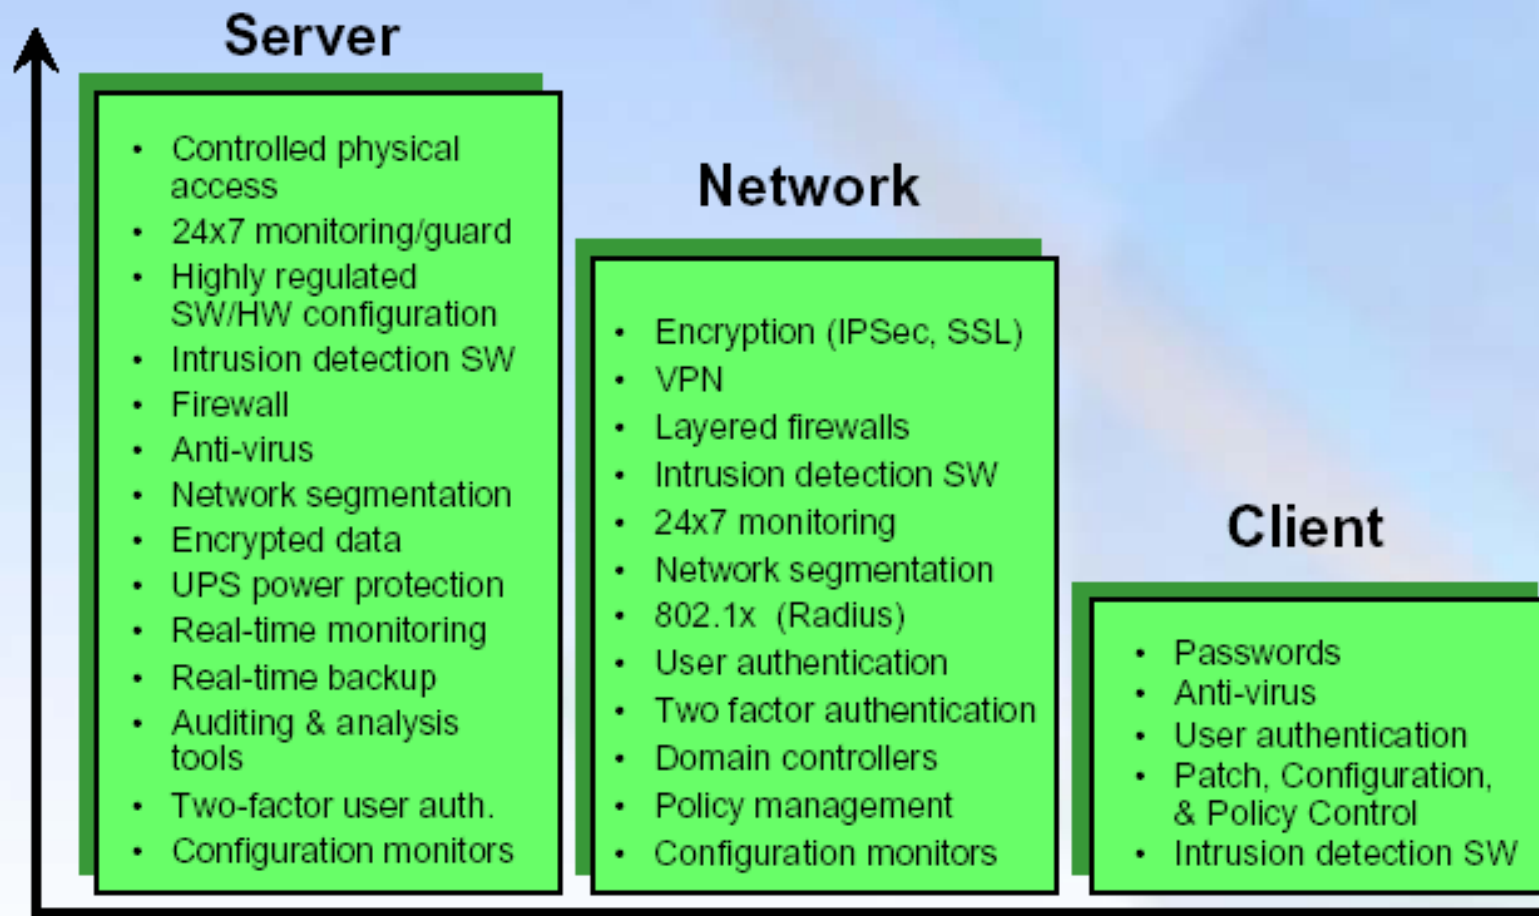 Server
• Controlled physical
access
• 24x7 monitoring/guard
• Highly regulated
SW/HW configuration
• Intrusion detection SW
• Firewall
• Anti-virus
• Network segmentation
• Encrypted data
• UPS power protection
• Real-time monitoring
• Real-time backup
• Auditing & analysis
tools
• Two-factor user auth.
• Configuration monitors
Network
• Encryption (IPSec, SSL)
• VPN
• Layered firewalls
• Intrusion detection SW
• 24x7 monitoring
• Network segmentation
• 802.1x (Radius)
• User authentication
• Two factor authentication
• Domain controllers
• Policy management
• Configuration monitors
Client
• Passwords
• Anti-virus
• User authentication
• Patch, Configuration,
& Policy Control
• Intrusion detection SW